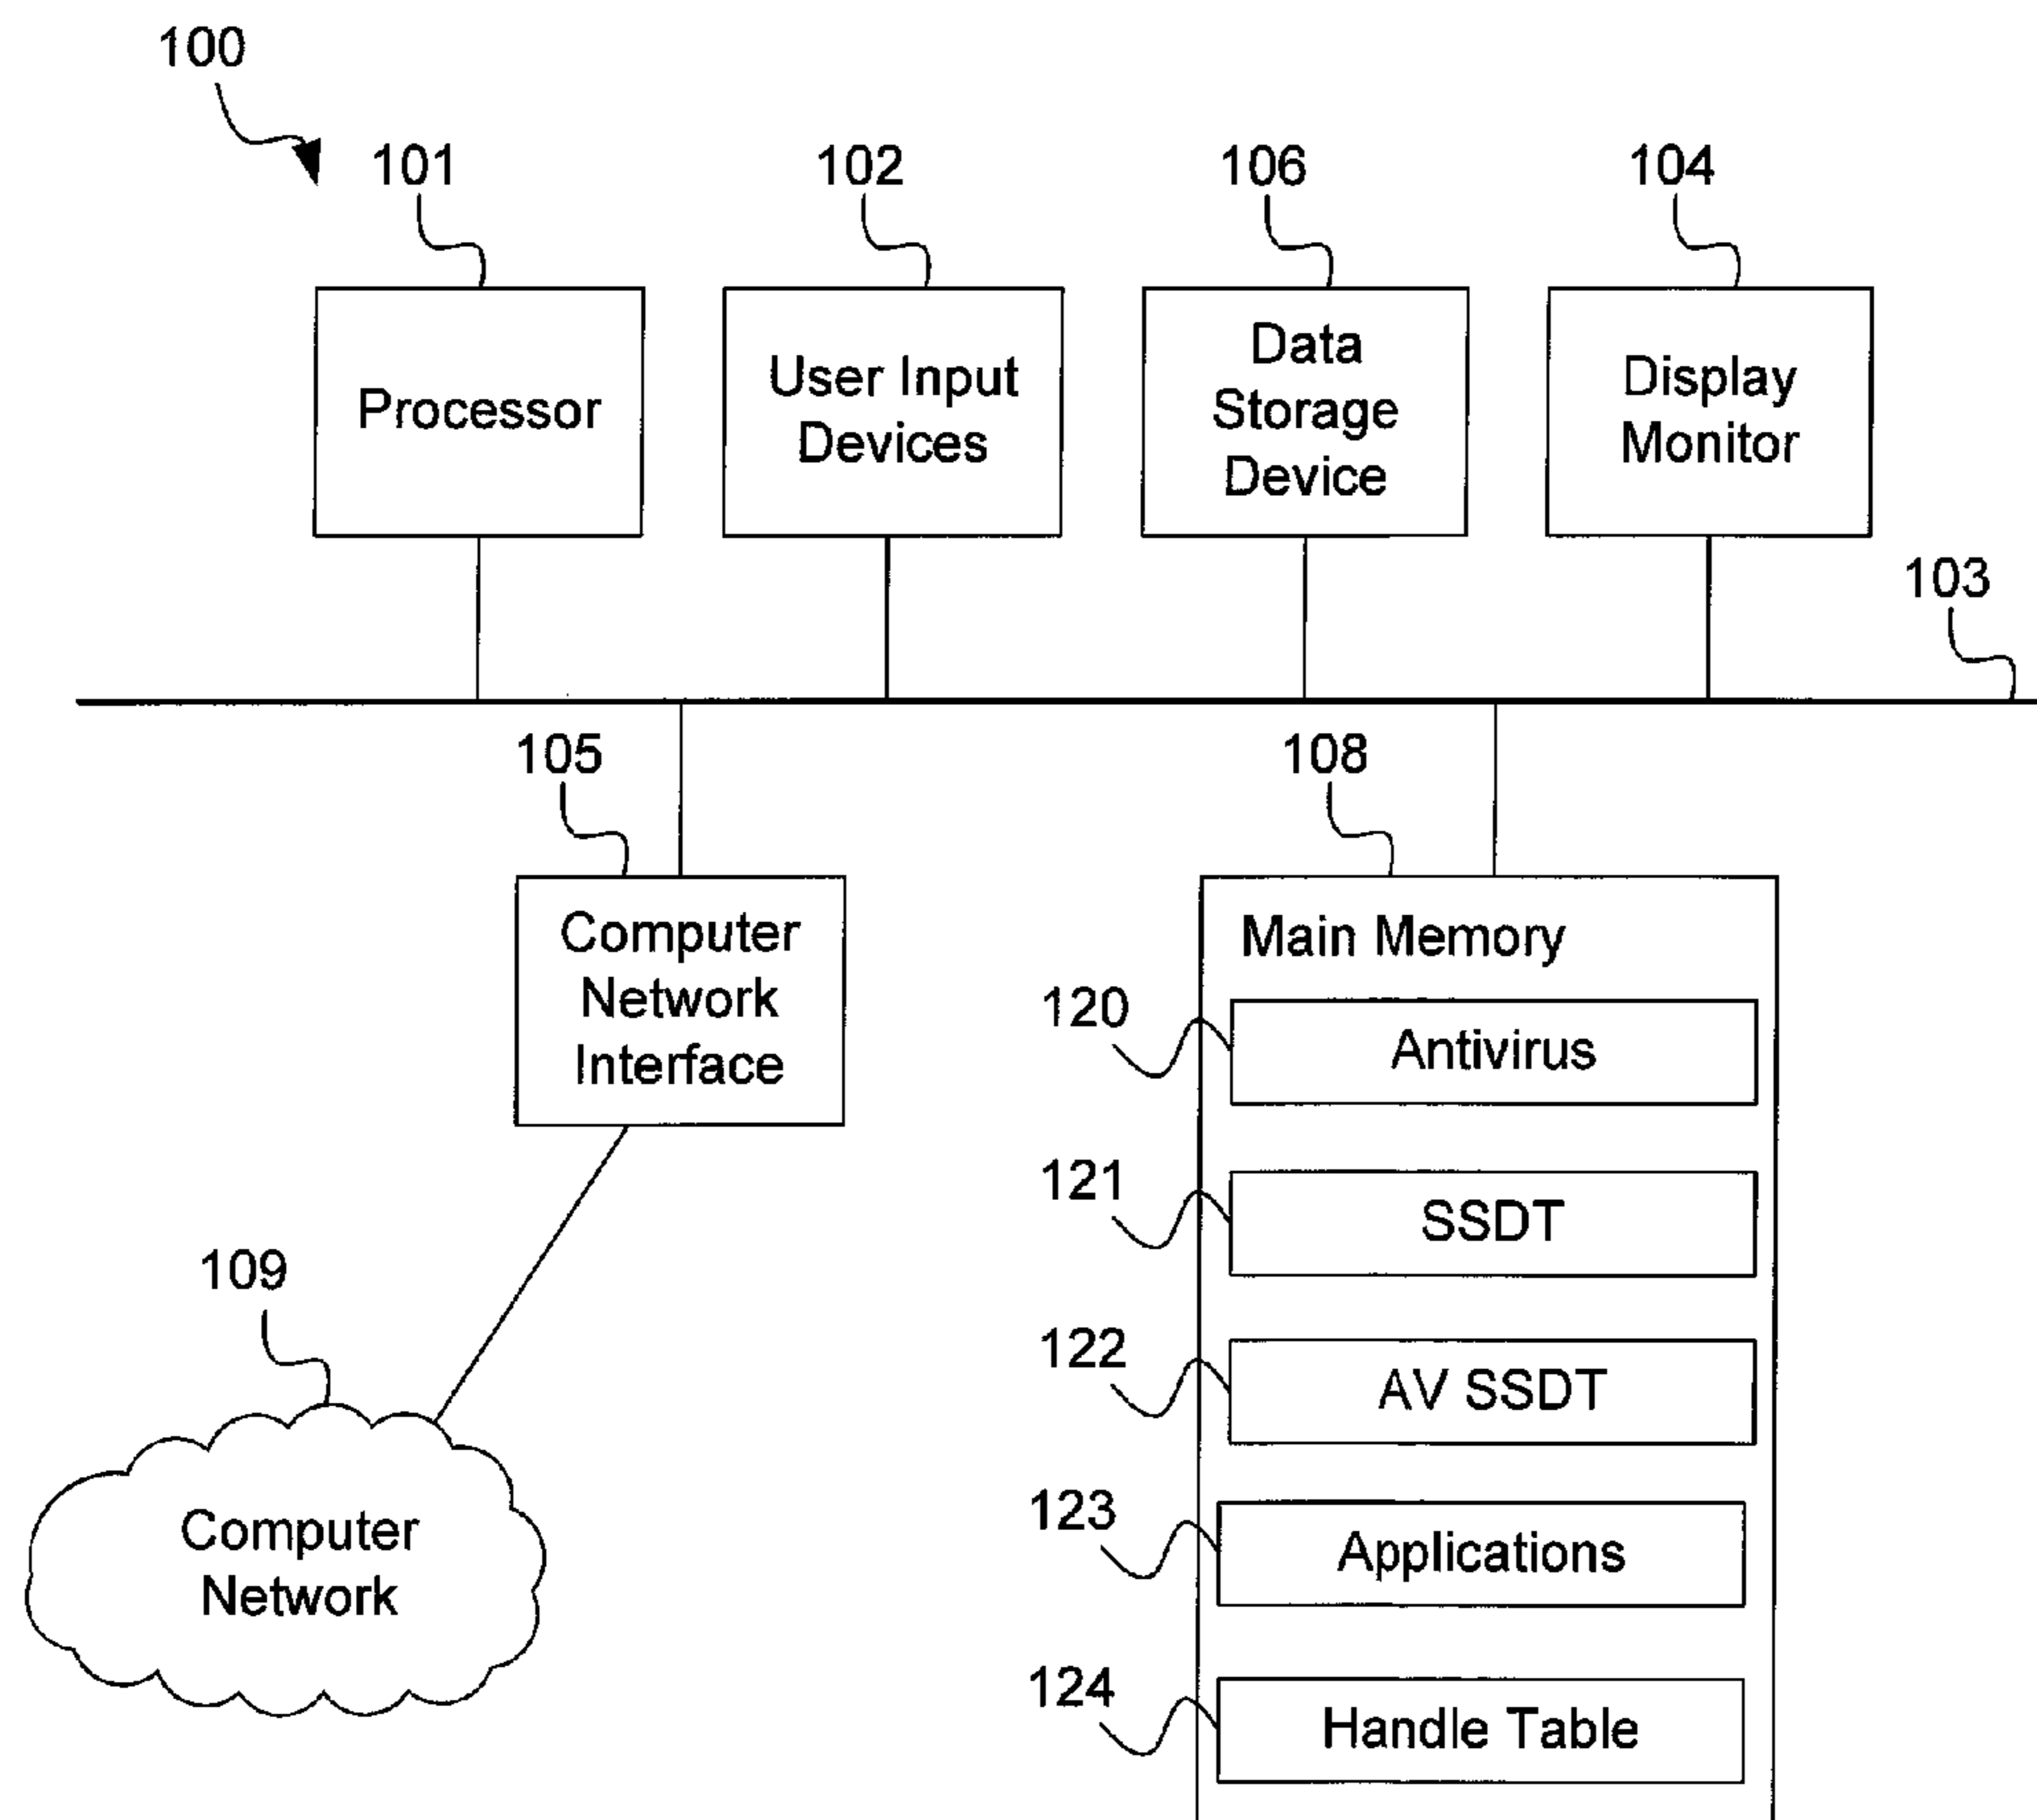 100
101
102
106
104
Processor
User Input
Devices
Data
Storage
Device
Display
Monitor
103
105
108
Computer
Network
Interface
Main Memory
120
Antivirus
121
SSDT
109
122
AV SSDT
Computer
Network
123
Applications
124
Handle Table